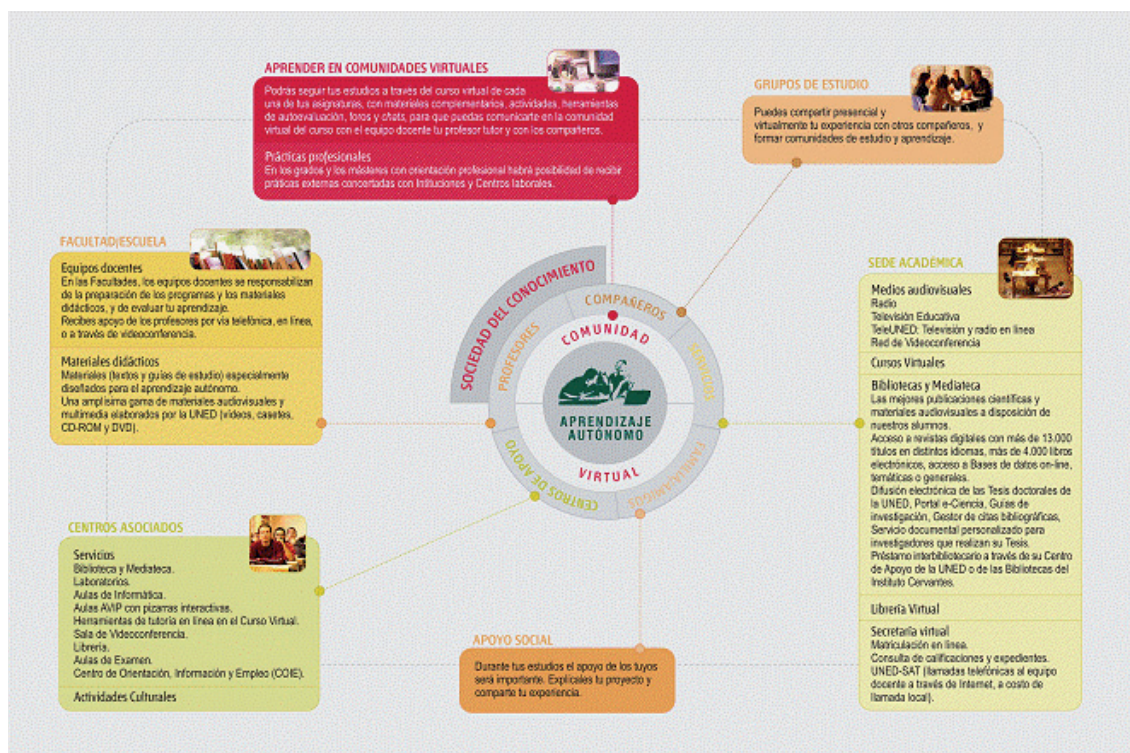 APRENDER EN COMUNIDADES VIRTUALES
Podrás seguir tus estudios a través del curso virtual de cada
una de tus asignaturas, con materiales complementarios, actividades, herramientas
de autoevaluación, foros y chats, para que puedas comunicarte en la comunidad
virtual del curso con el equipo docente tu profesor tutor y con los compañeros.
Prácticas profesionales
En los grados y los másteres con orientación profesional habrá posibilidad de recibir
práticas externas concertadas con Intituciones y Centros laborales.
GRUPOS DE ESTUDIO
Puedes compartir presencial y
virtualmente tu experiencia con otros compañeros, y
formar comunidades de estudio y aprendizaje.
FACULTAD/ESCUELA
Equipos docentes
En las Facultades, los equipos docentes se responsabilizan
de la preparación de los programas y los materiales
didácticos, y de evaluar tu aprendizaje.
Recibes apoyo de los profesores por vía telefónica, en línea,
o a través de videoconferencia.
Materiales didácticos
Materiales (textos y guías de estudio) especialmente
diseñados para el aprendizaje autónomo.
Una amplísima gama de materiales audiovisuales y
multimedia elaborados por la UNED (vídeos, casetes,
CD-ROM y DVD).
SOCIEDAD DEL CONOCIMIENTO
PROFESORES
COMPAÑEROS
SERVICIOS
FAMILIA/AMIGOS
CENTROS DE APOYO
COMUNIDAD
APRENDIZAJE
AUTÓNOMO
VIRTUAL
SEDE ACADÉMICA
Medios audiovisuales
Radio
Televisión Educativa
TeleUNED: Televisión y radio en línea
Red de Videoconferencia
Cursos Virtuales
Bibliotecas y Mediateca
Las mejores publicaciones científicas y
materiales audiovisuales a disposición de
nuestros alumnos.
Acceso a revistas digitales con más de 13.000
títulos en distintos idiomas, más de 4.000 libros
electrónicos, acceso a Bases de datos on-line,
temáticas o generales.
Difusión electrónica de las Tesis doctorales de
la UNED, Portal e-Ciencia, Guías de
investigación, Gestor de citas bibliográficas,
Servicio documental personalizado para
investigadores que realizan su Tesis.
Préstamo interbibliotecario a través de su Centro
de Apoyo de la UNED o de las Bibliotecas del
Instituto Cervantes.
Librería Virtual
Secretaría virtual
Matriculación en línea.
Consulta de calificaciones y expedientes.
UNED-SAT (llamadas telefónicas al equipo
docente a través de Internet, a costo de
llamada local).
CENTROS ASOCIADOS
Servicios
Biblioteca y Mediateca.
Laboratorios.
Aulas de Informática.
Aulas AVIP con pizarras interactivas.
Herramientas de tutoría en línea en el Curso Virtual.
Sala de Videoconferencia.
Librería.
Aulas de Examen.
Centro de Orientación, Información y Empleo (COIE).
Actividades Culturales
APOYO SOCIAL
Durante tus estudios el apoyo de los tuyos
será importante. Explícales tu proyecto y
comparte tu experiencia.